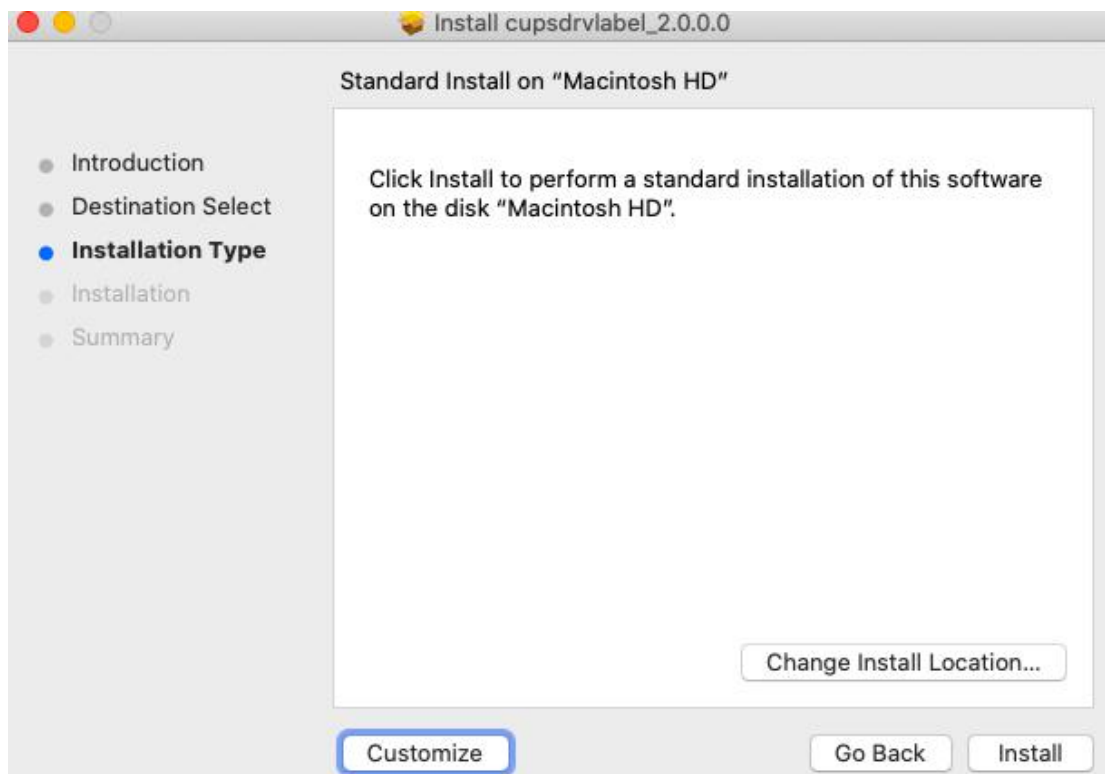 Install cupsdrvlabel_2.0.0.0
Standard Install on “Macintosh HD”
Introduction
Destination Select
Installation Type
Installation
Summary
Click Install to perform a standard installation of this software
on the disk “Macintosh HD”.
Change Install Location...
Customize
Go Back
Install